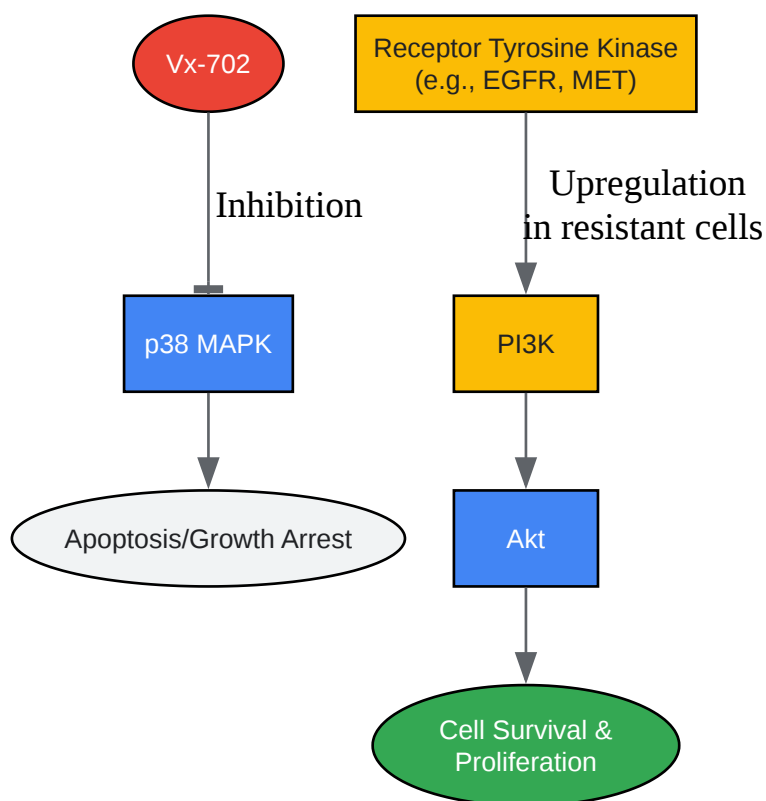 Vx-702
Receptor Tyrosine Kinase
(e.g., EGFR, MET)
Inhibition
Upregulation
in resistant cells
p38 MAPK
PI3K
Apoptosis/Growth Arrest
Akt
Cell Survival &
Proliferation